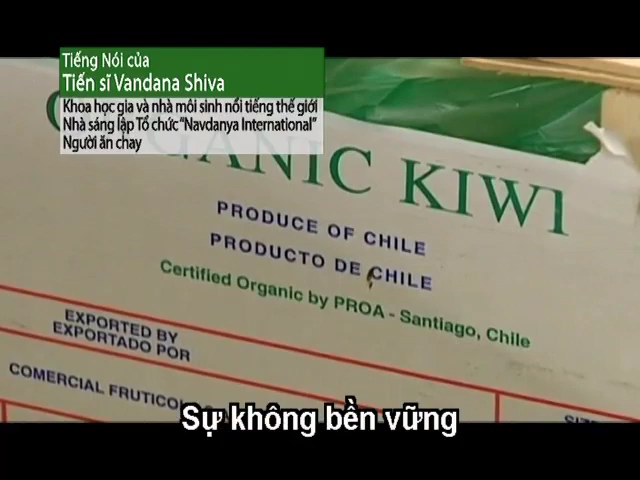 Tiếng Nói của
Tiến sĩ Vandana Shiva
Khoa học gia và nhà môi sinh nổi tiếng thế giới
Nhà sáng lập Tổ chức “Navdanya International”
Người ăn chay
ORGANIC KIWI
PRODUCE OF CHILE
PRODUCTO DE CHILE
Certified Organic by PROA - Santiago, Chile
EXPORTED BY
EXPORTADO POR
COMERCIAL
Sự không bền vững